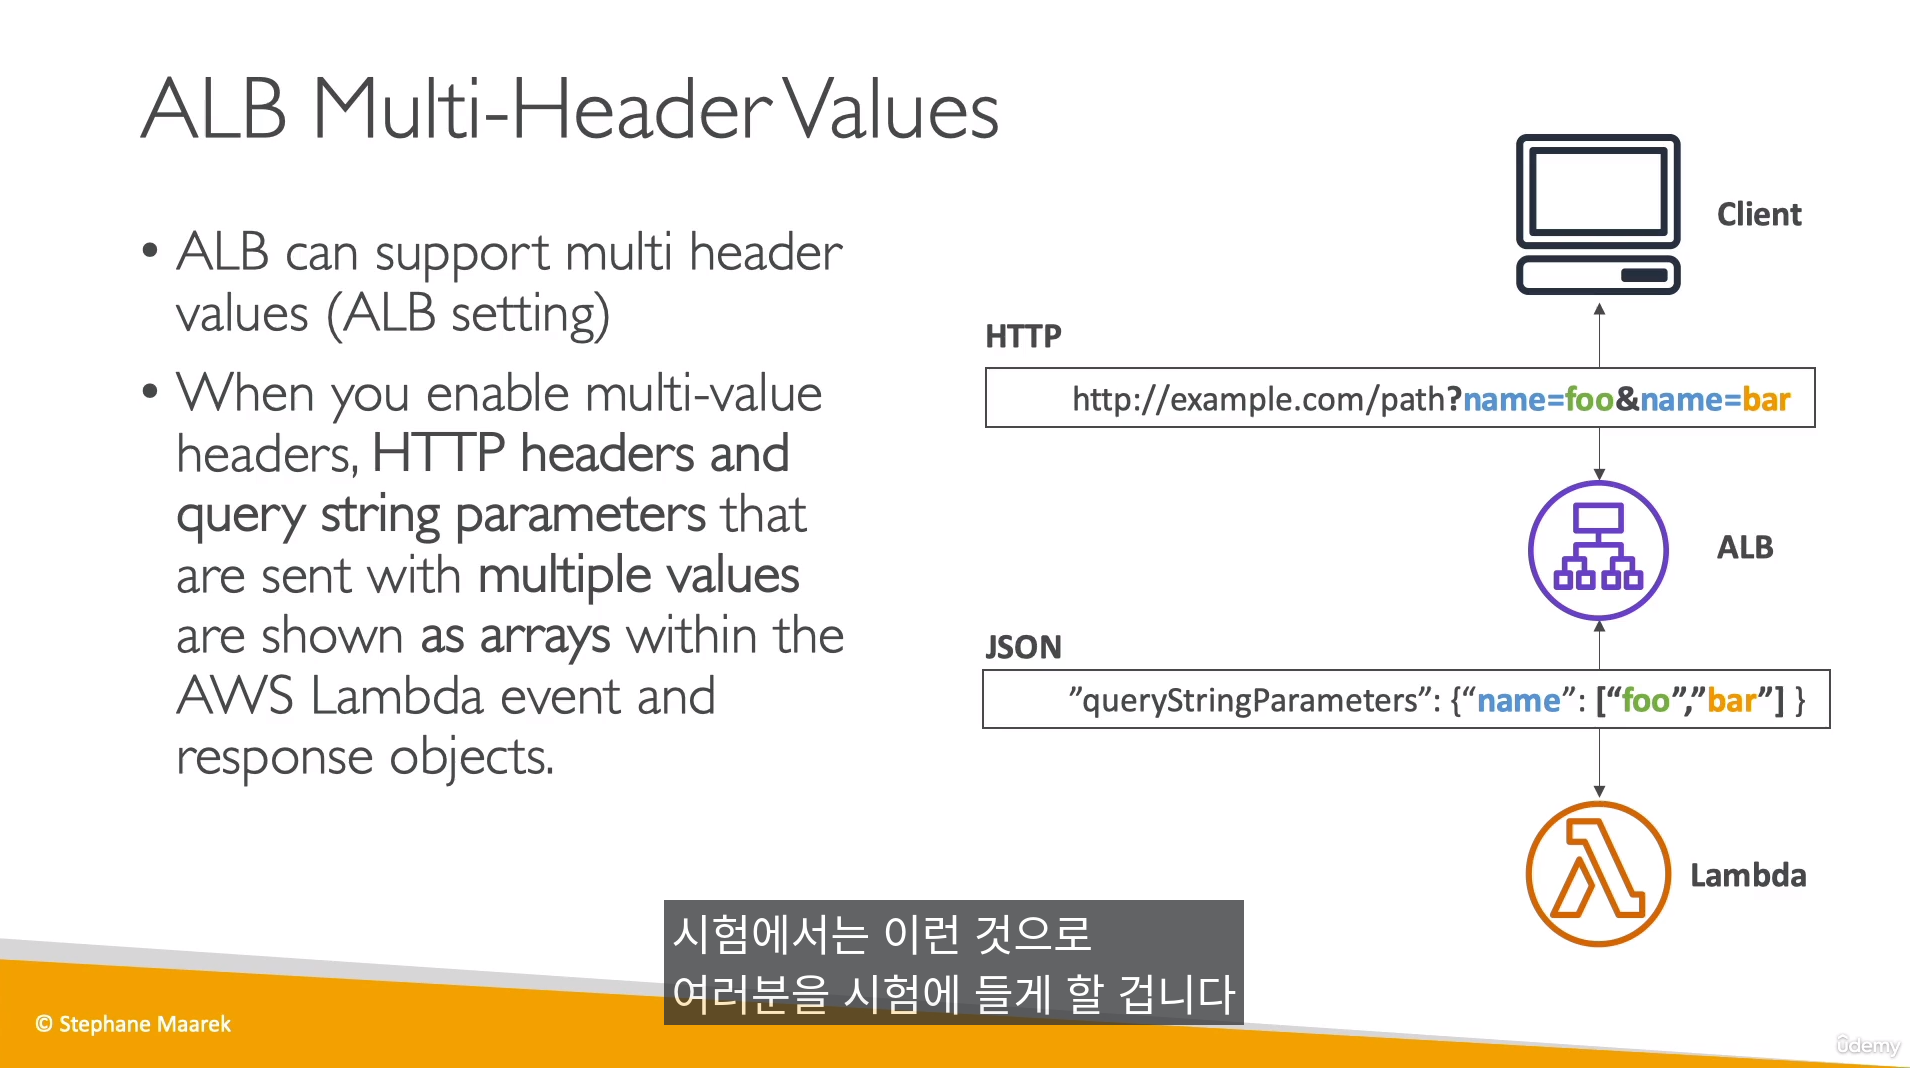 ALB Multi-Header Values
• ALB can support multi header
values (ALB setting)
• When you enable multi-value
headers, HTTP headers and
query string parameters that
are sent with multiple values
are shown as arrays within the
AWS Lambda event and
response objects.
Client
HTTP
http://example.com/path?name=foo&name=bar
ALB
JSON
”queryStringParameters”: {“name”: [“foo”,”bar”] }
Lambda
시험에서는 이런 것으로
여러분을 시험에 들게 할 겁니다
© Stephane Maarek
ûdemy